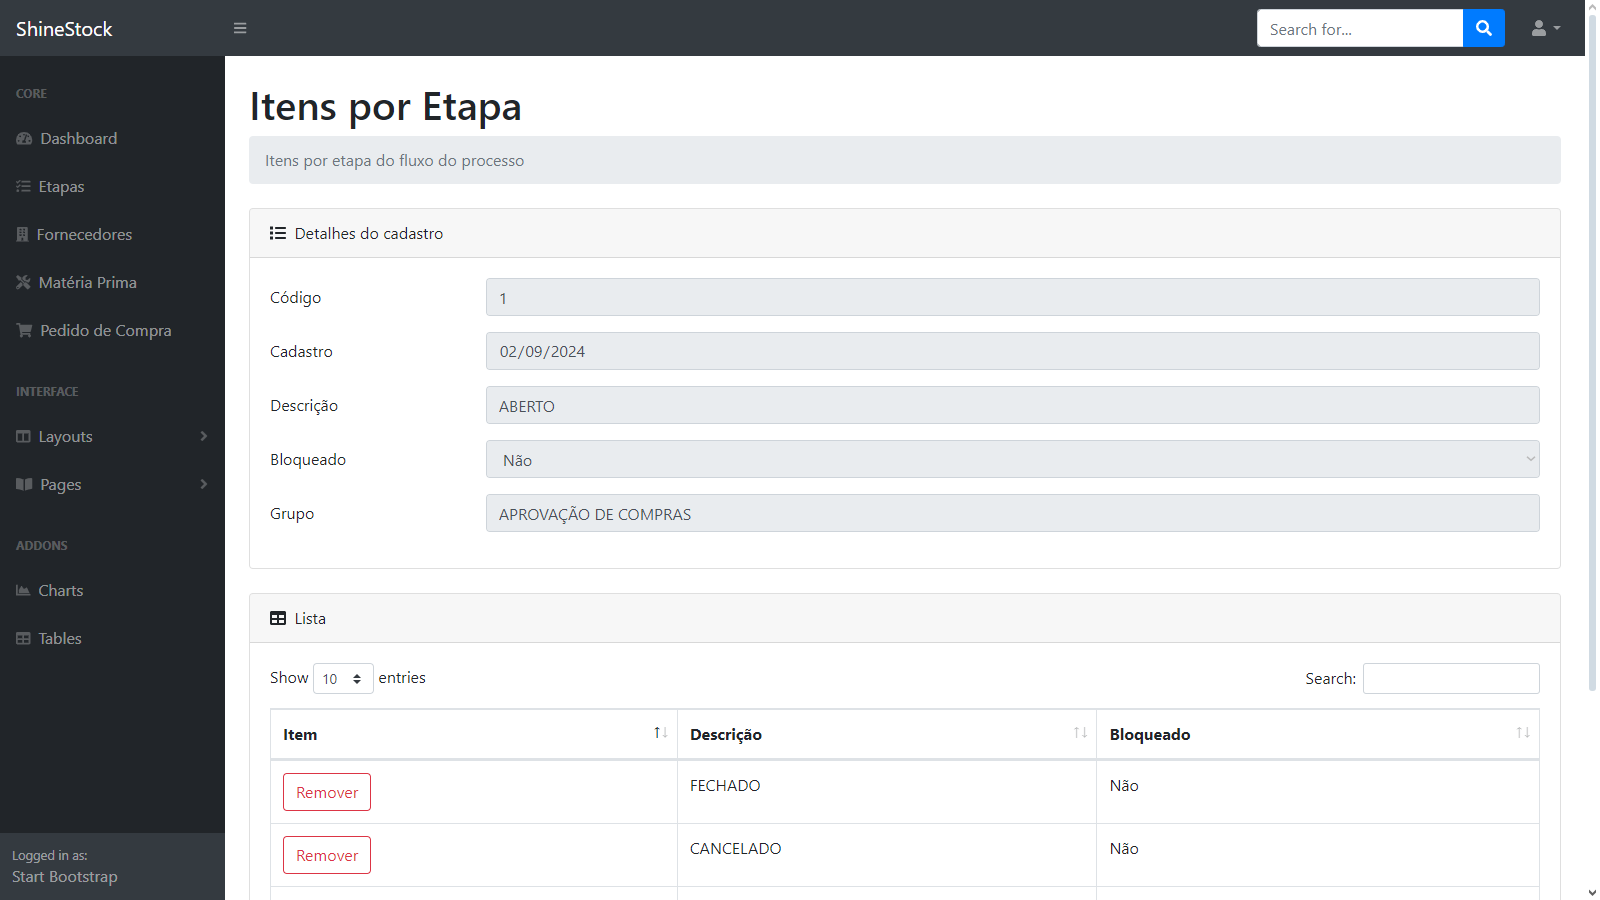 ShineStock
Search for...
CORE
Dashboard
Etapas
Fornecedores
Matéria Prima
Pedido de Compra
INTERFACE
Layouts
Pages
ADDONS
Charts
Tables
Logged in as:
Start Bootstrap
Itens por Etapa
Itens por etapa do fluxo do processo
Detalhes do cadastro
Código 1
Cadastro 02/09/2024
Descrição ABERTO
Bloqueado Não
Grupo APROVAÇÃO DE COMPRAS
Lista
Show 10 entries Search:
Item Descrição Bloqueado
Remover FECHADO Não
Remover CANCELADO Não